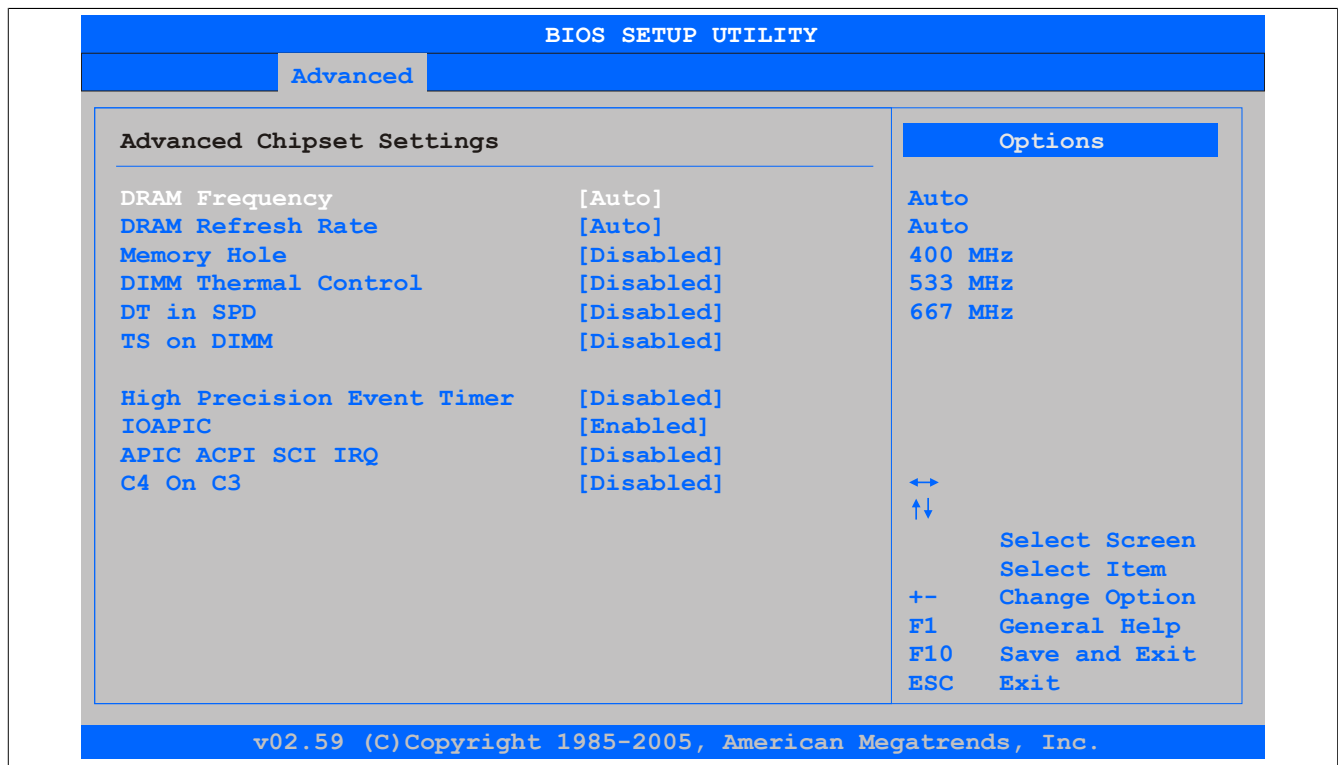 BIOS SETUP UTILITY
Advanced
Advanced Chipset Settings
DRAM Frequency [Auto]
DRAM Refresh Rate [Auto]
Memory Hole [Disabled]
DIMM Thermal Control [Disabled]
DT in SPD [Disabled]
TS on DIMM [Disabled]
High Precision Event Timer [Disabled]
IOAPIC [Enabled]
APIC ACPI SCI IRQ [Disabled]
C4 On C3 [Disabled]
Options
Auto
Auto
400 MHz
533 MHz
667 MHz
↔
↑↓
Select Screen
Select Item
+- Change Option
F1 General Help
F10 Save and Exit
ESC Exit
v02.59 (C)Copyright 1985-2005, American Megatrends, Inc.